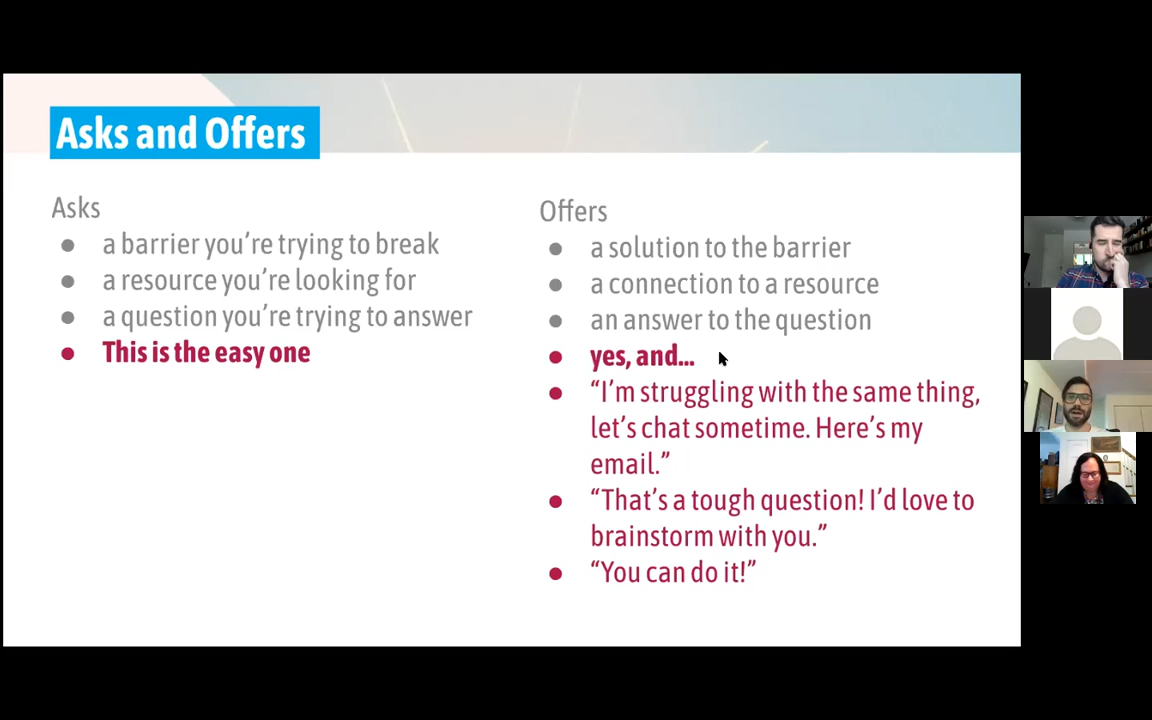 Asks and Offers
Asks
● a barrier you're trying to break
● a resource you're looking for
● a question you're trying to answer
● This is the easy one
Offers
● a solution to the barrier
● a connection to a resource
● an answer to the question
● yes, and...
● “I'm struggling with the same thing,
let's chat sometime. Here's my
email.”
● “That's a tough question! I'd love to
brainstorm with you.”
● “You can do it!”